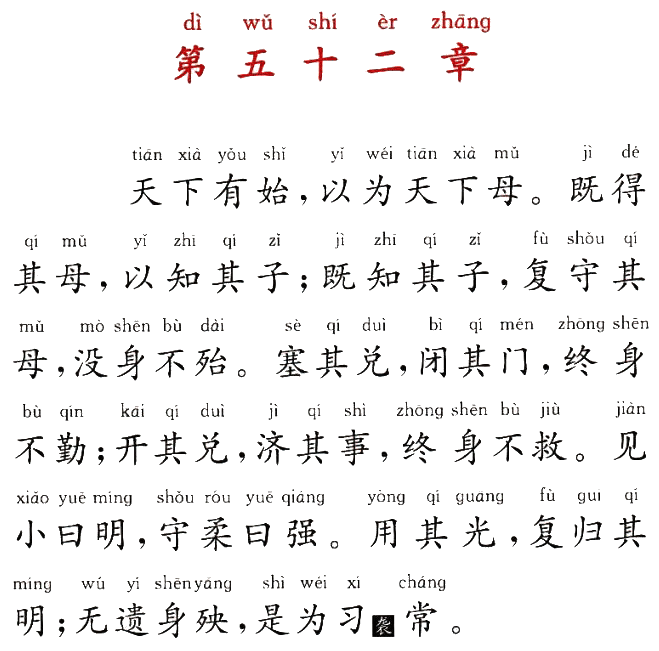 dì wǔ shí èr zhāng
第五十二章
tiān xià yǒu shǐ yǐ wéi tiān xià mǔ jì dé
天下有始，以为天下母。既得
qí mǔ yǐ zhī qí zǐ jì zhī qí zǐ fù shǒu qí
其母，以知其子；既知其子，复守其
mǔ mò shēn bù dài sè qí duì bì qí mén zhōng shēn
母，没身不殆。塞其兑，闭其门，终身
bù qín kāi qí duì jì qí shì zhōng shēn bù jiù jiàn
不勤；开其兑，济其事，终身不救。见
xiǎo yuē míng shǒu róu yuē qiáng yòng qí guāng fù guī qí
小曰明，守柔曰强。用其光，复归其
míng wú yí shēn yāng shì wéi xí cháng
明；无遗身殃，是为习袭常。